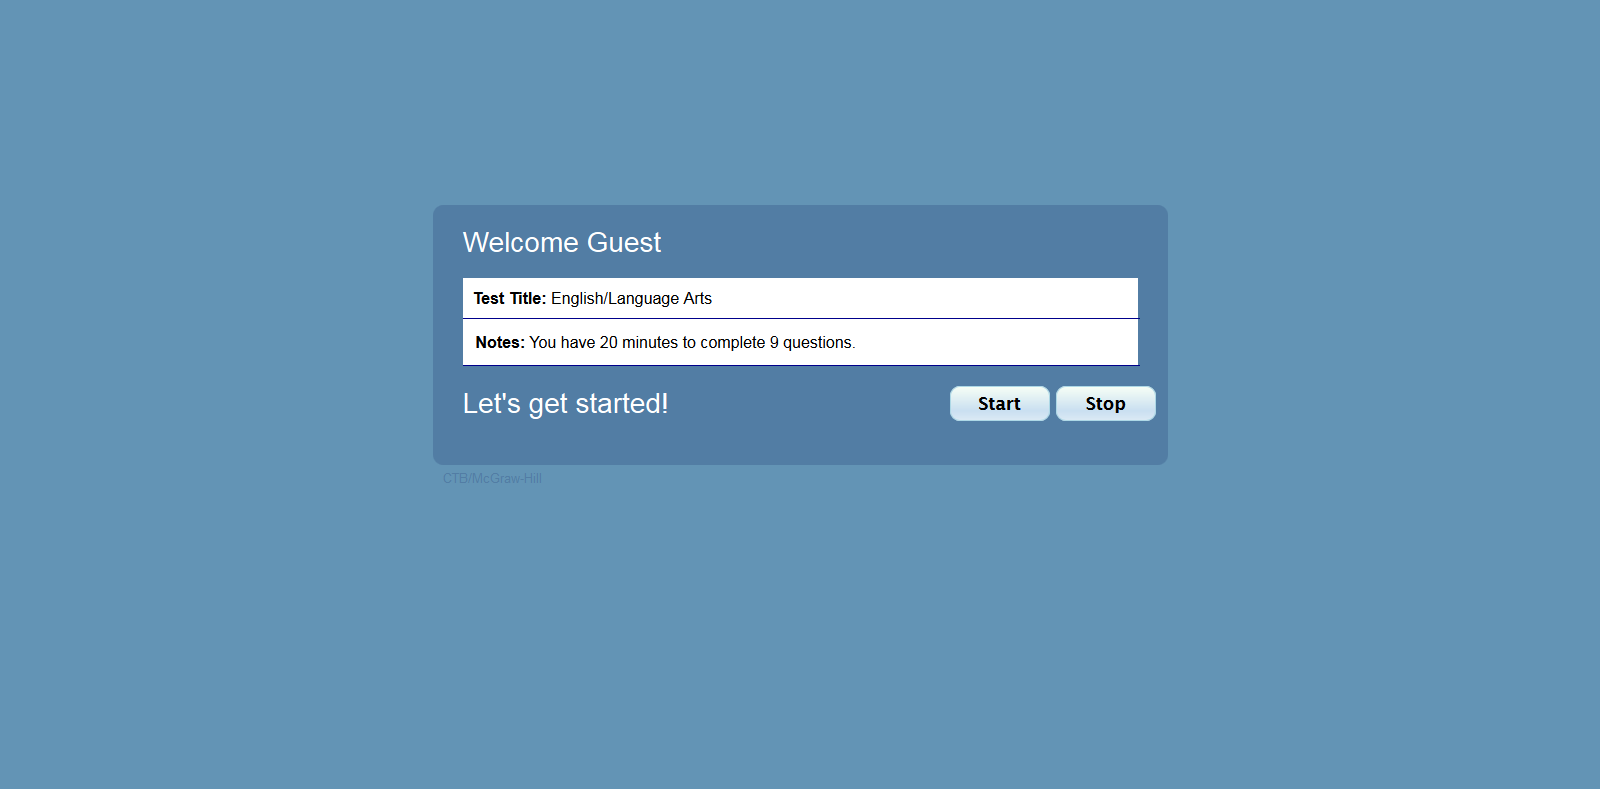 Welcome Guest
Test Title: English/Language Arts
Notes: You have 20 minutes to complete 9 questions.
Let's get started!
Start
Stop
CTB/McGraw-Hill